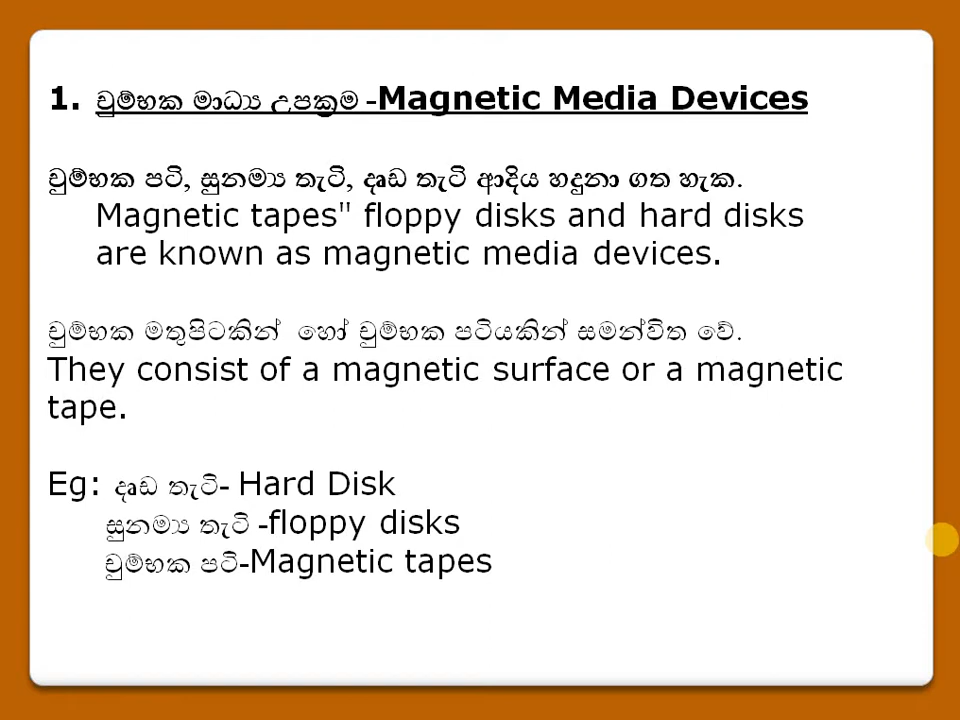 1. චුම්භක මාධ්‍ය උපක්‍රම -Magnetic Media Devices
චුම්භක පටි, සුනම්‍ය තැටි, දෘඩ තැටි ආදිය හදුනා ගත හැක.
Magnetic tapes" floppy disks and hard disks
are known as magnetic media devices.
චුම්භක මතුපිටකින් හෝ චුම්භක පටියකින් සමන්විත වේ.
They consist of a magnetic surface or a magnetic
tape.
Eg: දෘඩ තැටි- Hard Disk
සුනම්‍ය තැටි -floppy disks
චුම්භක පටි-Magnetic tapes